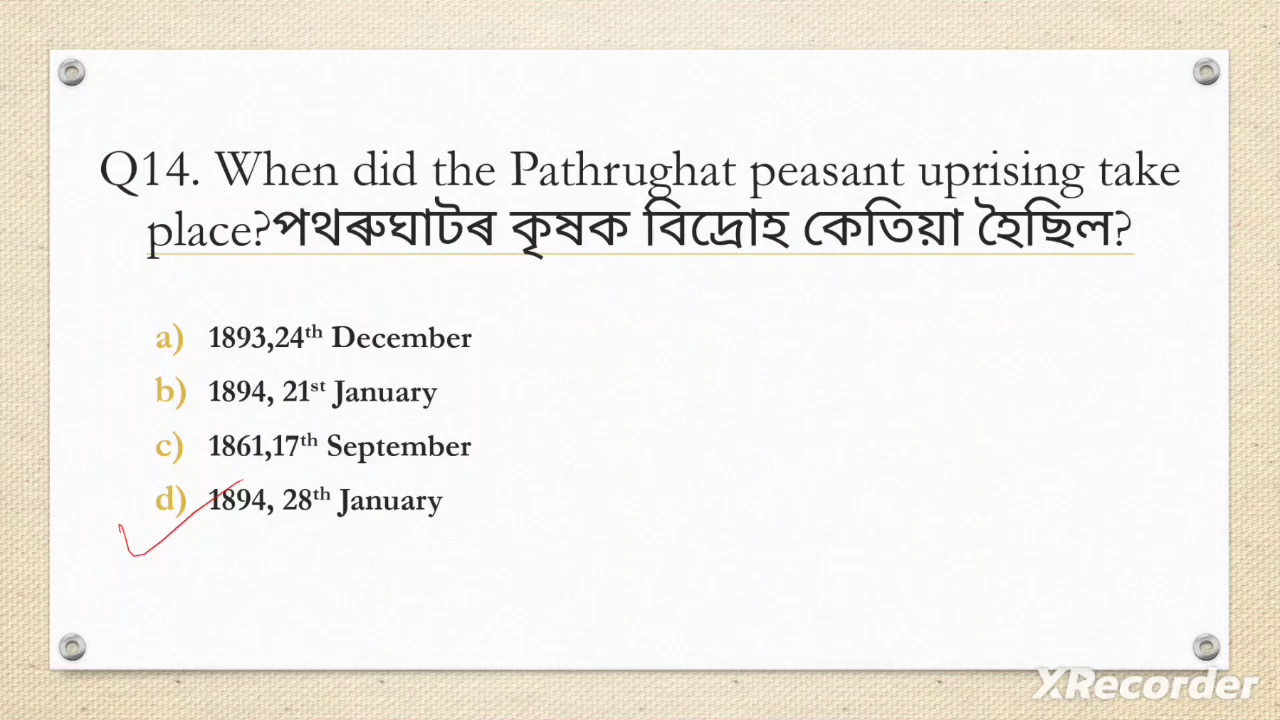 Q14. When did the Pathrughat peasant uprising take
place?পথৰুঘাটৰ কৃষক বিদ্ৰোহ কেতিয়া হৈছিল?
a) 1893,24th December
b) 1894, 21st January
c) 1861,17th September
d) 1894, 28th January
XRecorder